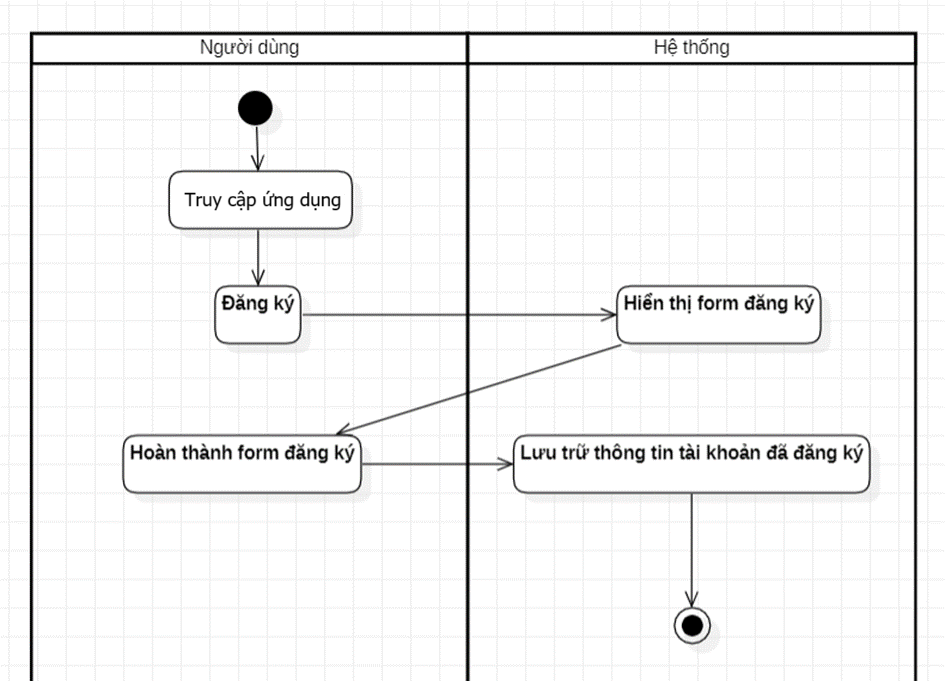 Người dùng
Hệ thống
Truy cập ứng dụng
Đăng ký
Hiển thị form đăng ký
Hoàn thành form đăng ký
Lưu trữ thông tin tài khoản đã đăng ký